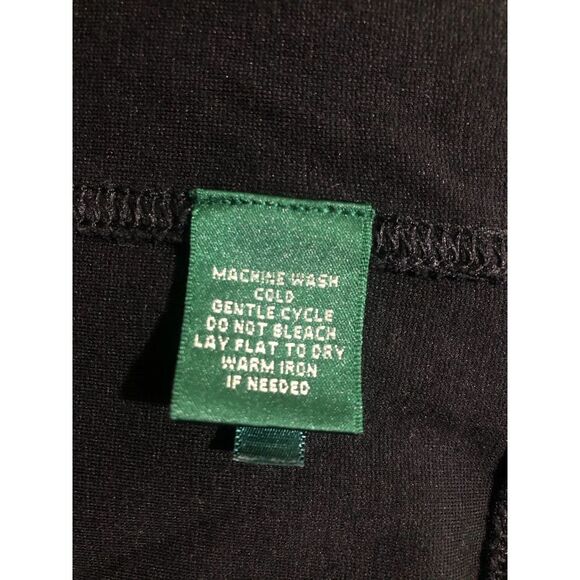 MACHINE WASH
COLD
GENTLE CYCLE
DO NOT BLEACH
LAY FLAT TO DRY
WARM IRON
IF NEEDED